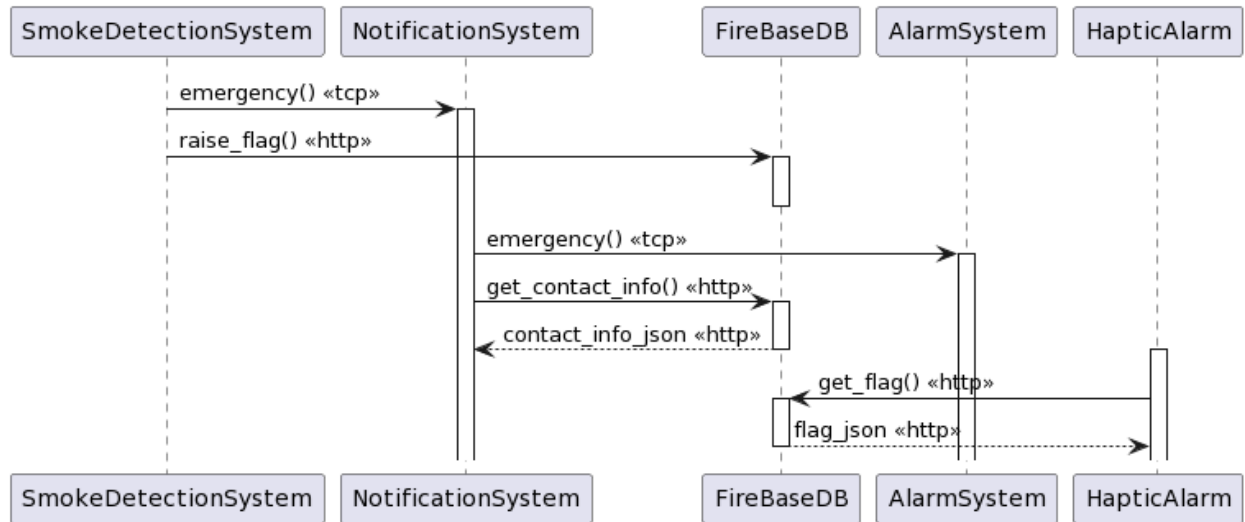 SmokeDetectionSystem NotificationSystem FireBaseDB AlarmSystem HapticAlarm
emergency() «tcp»
raise_flag() «http»
emergency() «tcp»
get_contact_info() «http»
contact_info_json «http»
get_flag() «http»
flag_json «http»
SmokeDetectionSystem NotificationSystem FireBaseDB AlarmSystem HapticAlarm